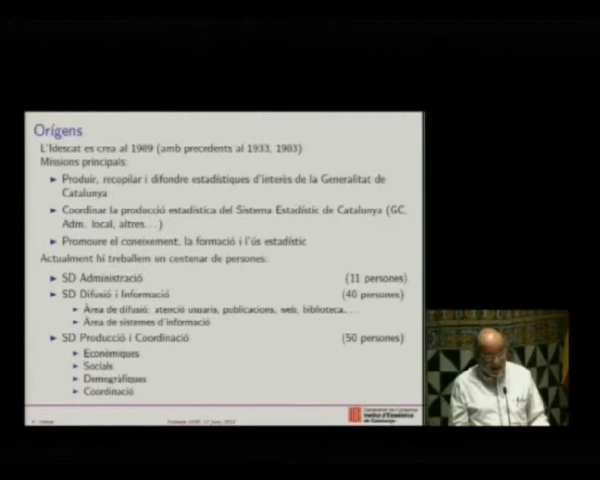 Orígens
L'Idescat es crea al 1989 (amb precedents al 1933, 1983)
Missions principals:
Produir, recopilar i difondre estadístiques d'interès de la Generalitat de
Catalunya
Coordinar la producció estadística del Sistema Estadístic de Catalunya (GC,
Adm. local, altres...)
Promoure el coneixement, la formació i l'ús estadístic
Actualment hi treballem un centenar de persones:
SD Administració (11 persones)
SD Difusió i Informació (40 persones)
Àrea de difusió: atenció usuaris, publicacions, web, biblioteca...
Àrea de sistemes d'informació
SD Producció i Coordinació (50 persones)
Econòmiques
Socials
Demogràfiques
Coordinació
Generalitat de Catalunya
Institut d'Estadística
de Catalunya